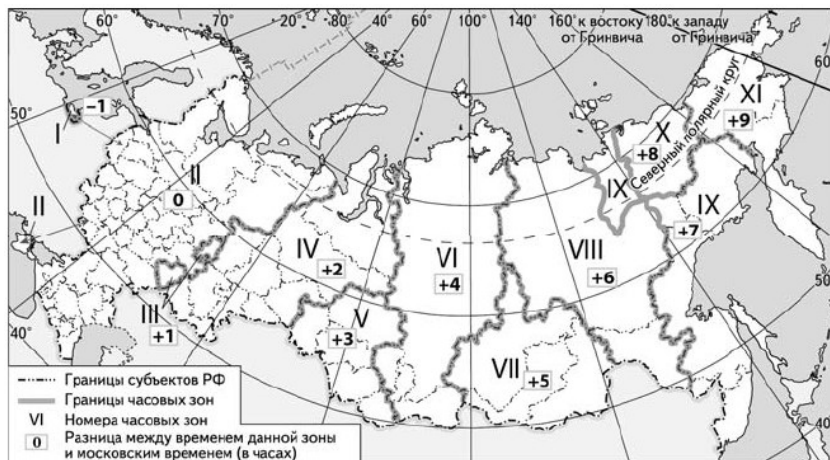 60° 20° 80° 40° 60° 100° 140° 160° к востоку 180° к западу
от Гринвича от Гринвича
60
50°
I −1
II
0
II
40°
III
+1
IV
+2
V
+3
VI
+4
VII
+5
VIII
+6
IX
IX
+7
X
+8
XI
+9
Северный полярный круг
50
40
Границы субъектов РФ
Границы часовых зон
VI Номера часовых зон
0 Разница между временем данной зоны
и московским временем (в часах)